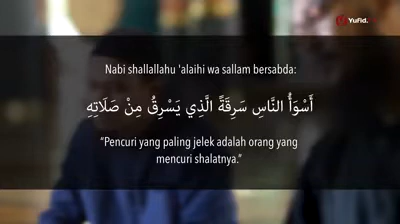 Yufid.
Nabi shallallahu 'alaihi wa sallam bersabda:
أَسْوَأُ النَّاسِ سَرِقَةً الَّذِي يَسْرِقُ مِنْ صَلَاتِهِ
“Pencuri yang paling jelek adalah orang yang
mencuri shalatnya.”